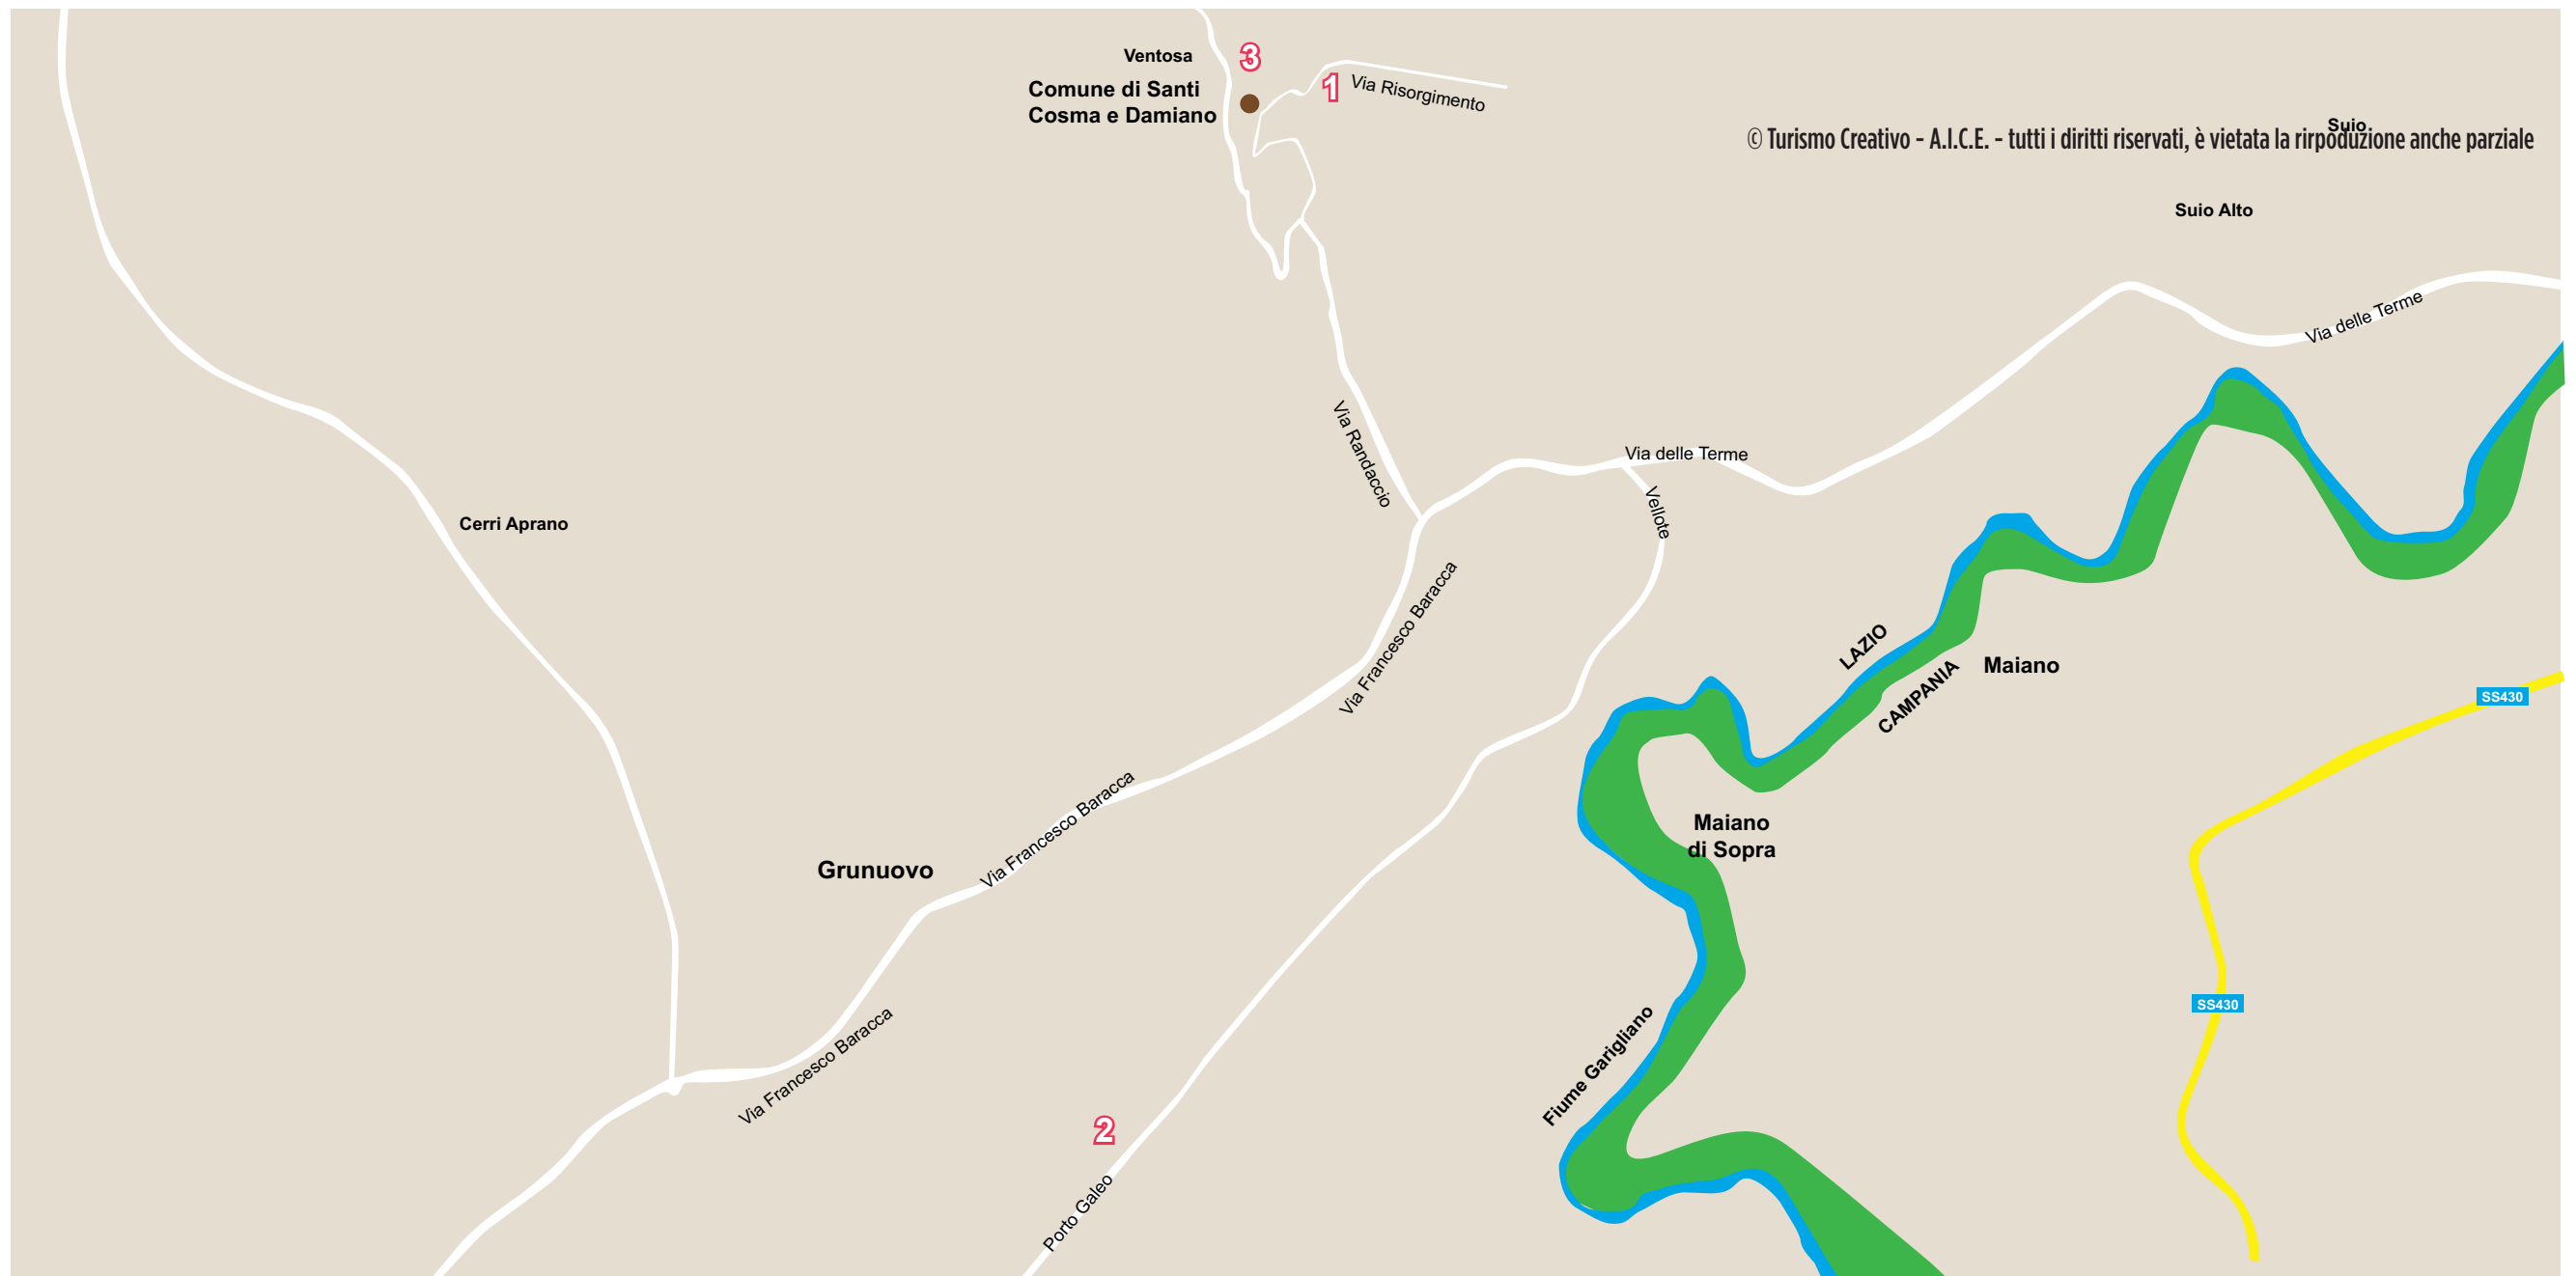 Ventosa
3
Comune di Santi
Cosma e Damiano
1
Via Risorgimento
Suio
© Turismo Creativo - A.I.C.E. - tutti i diritti riservati, è vietata la rirpoduzione anche parziale
Suio Alto
Via delle Terme
Via Randaccio
Via delle Terme
Vellote
Cerri Aprano
Via Francesco Baracca
LAZIO
CAMPANIA
Maiano
SS430
Via Francesco Baracca
Maiano
di Sopra
Grunuovo
SS430
Via Francesco Baracca
Fiume Garigliano
2
Porto Galeo